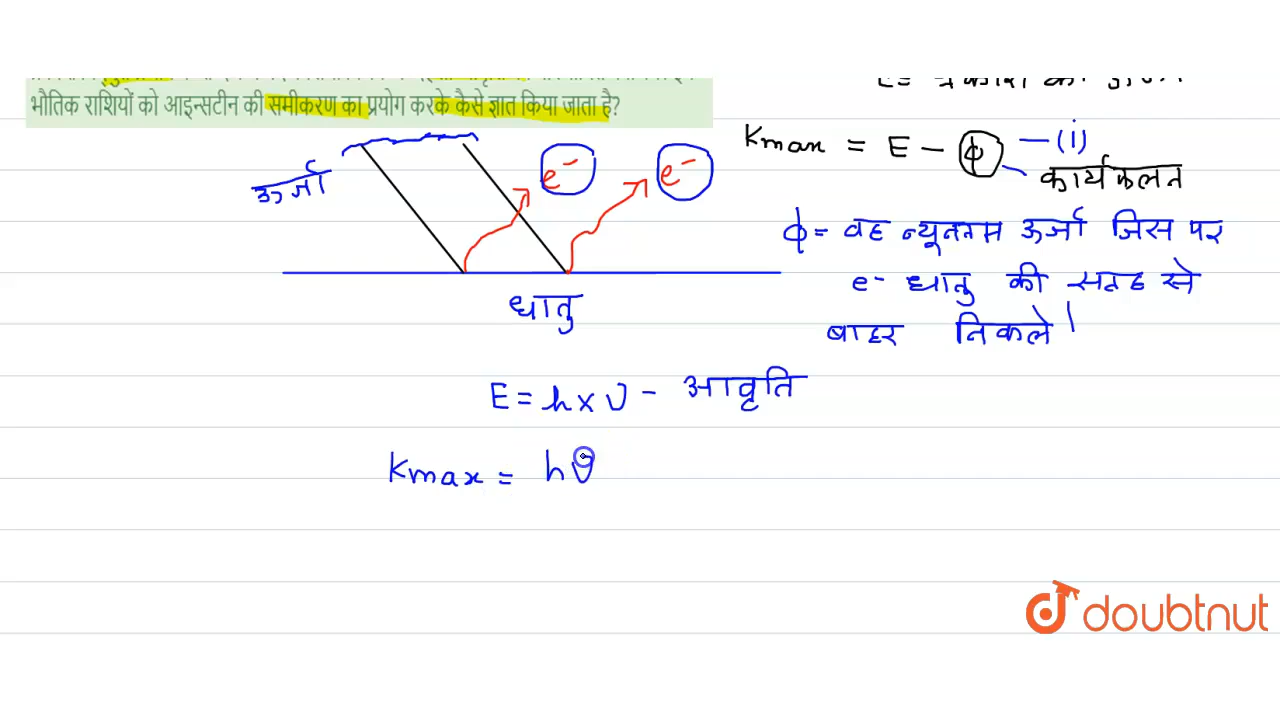 भौतिक राशियों को आइन्सटीन की समीकरण का प्रयोग करके कैसे ज्ञात किया जाता है?
Kmax = E - ϕ —(i)
कार्यफलन
ऊर्जा
e⁻ e⁻
ϕ = वह न्यूनतम ऊर्जा जिस पर
e⁻ धातु की सतह से
बाहर निकले।
धातु
E = h x ν - आवृति
Kmax = hν
doubtnut